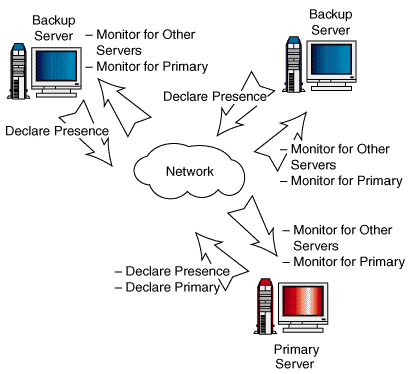 Backup
Server
– Monitor for Other
Servers
– Monitor for Primary
Declare Presence
Backup
Server
Declare Presence
– Monitor for Other
Servers
– Monitor for Primary
Network
– Monitor for Other
Servers
– Monitor for Primary
– Declare Presence
– Declare Primary
Primary
Server